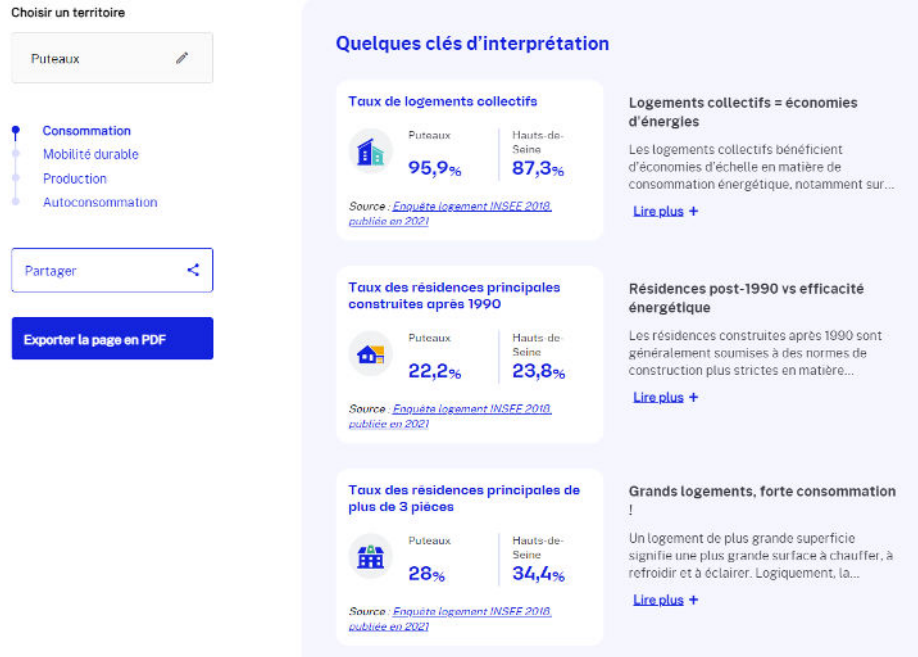 Choisir un territoire
Puteaux
Consommation
Mobilité durable
Production
Autoconsommation
Partager
Exporter la page en PDF
Quelques clés d'interprétation
Taux de logements collectifs
Puteaux
95,9%
Hauts-de-
Seine
87,3%
Source : Enquête logement INSEE 2018,
publiée en 2021
Logements collectifs = économies
d'énergies
Les logements collectifs bénéficient
d'économies d'échelle en matière de
consommation énergétique, notamment sur...
Lire plus +
Taux des résidences principales
construites après 1990
Puteaux
22,2%
Hauts-de-
Seine
23,8%
Source : Enquête logement INSEE 2018,
publiée en 2021
Résidences post-1990 vs efficacité
énergétique
Les résidences construites après 1990 sont
généralement soumises à des normes de
construction plus strictes en matière...
Lire plus +
Taux des résidences principales de
plus de 3 pièces
Puteaux
28%
Hauts-de-
Seine
34,4%
Source : Enquête logement INSEE 2018,
publiée en 2021
Grands logements, forte consommation
!
Un logement de plus grande superficie
signifie une plus grande surface à chauffer, à
refroidir et à éclairer. Logiquement, la...
Lire plus +